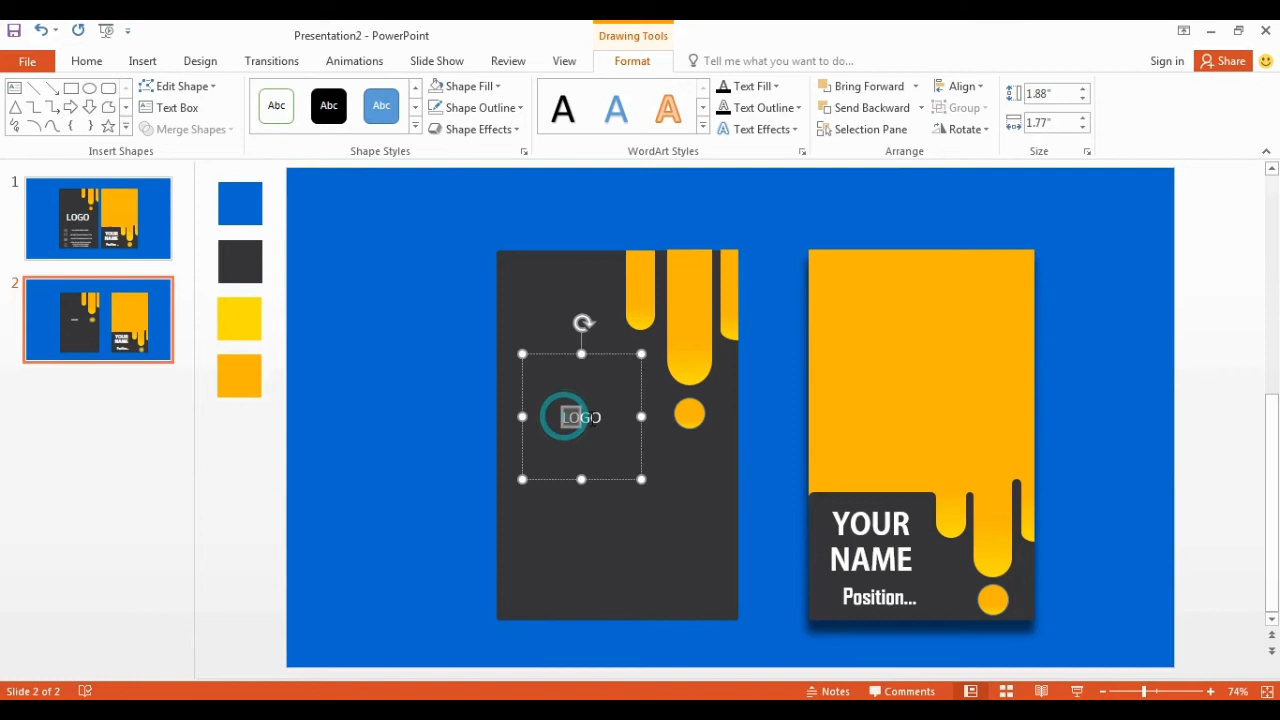 Presentation2 - PowerPoint
Drawing Tools
File
Home
Insert
Design
Transitions
Animations
Slide Show
Review
View
Format
Tell me what you want to do...
Sign in
Share
Edit Shape
Text Box
Merge Shapes
Insert Shapes
Abc
Abc
Abc
Shape Fill
Shape Outline
Shape Effects
Shape Styles
A
A
A
Text Fill
Text Outline
Text Effects
WordArt Styles
Bring Forward
Send Backward
Selection Pane
Align
Group
Rotate
Arrange
1.88"
1.77"
Size
1
LOGO
YOUR
NAME
Position...
2
YOUR
NAME
Position...
LOGO
YOUR
NAME
Position...
Slide 2 of 2
Notes
Comments
74%